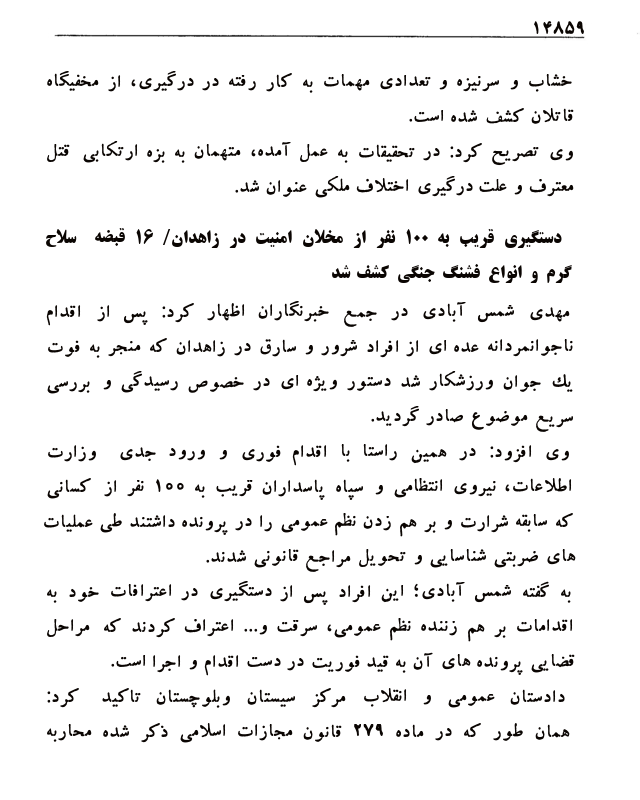 ۱۴۸۵۹
خشاب و سرنیزه و تعدادی مهمات به کار رفته در درگیری، از مخفیگاه
قاتلان کشف شده است.
وی تصریح کرد: در تحقیقات به عمل آمده، متهمان به بزه ارتکابی قتل
معترف و علت درگیری اختلاف ملکی عنوان شد.
دستگیری قریب به ۱۰۰ نفر از مخلان امنیت در زاهدان/ ۱۶ قبضه سلاح
گرم و انواع فشنگ جنگی کشف شد
مهدی شمس آبادی در جمع خبرنگاران اظهار کرد: پس از اقدام
ناجوانمردانه عده ای از افراد شرور و سارق در زاهدان که منجر به فوت
یك جوان ورزشکار شد دستور ویژه ای در خصوص رسیدگی و بررسی
سریع موضوع صادر گردید.
وی افزود: در همین راستا با اقدام فوری و ورود جدی وزارت
اطلاعات، نیروی انتظامی و سپاه پاسداران قریب به ۱۰۰ نفر از کسانی
که سابقه شرارت و بر هم زدن نظم عمومی را در پرونده داشتند طی عملیات
های ضربتی شناسایی و تحویل مراجع قانونی شدند.
به گفته شمس آبادی؛ این افراد پس از دستگیری در اعترافات خود به
اقدامات بر هم زننده نظم عمومی، سرقت و... اعتراف کردند که مراحل
قضایی پرونده های آن به قید فوریت در دست اقدام و اجرا است.
دادستان عمومی و انقلاب مرکز سیستان وبلوچستان تاکید کرد:
همان طور که در ماده ۲۷۹ قانون مجازات اسلامی ذکر شده محاربه